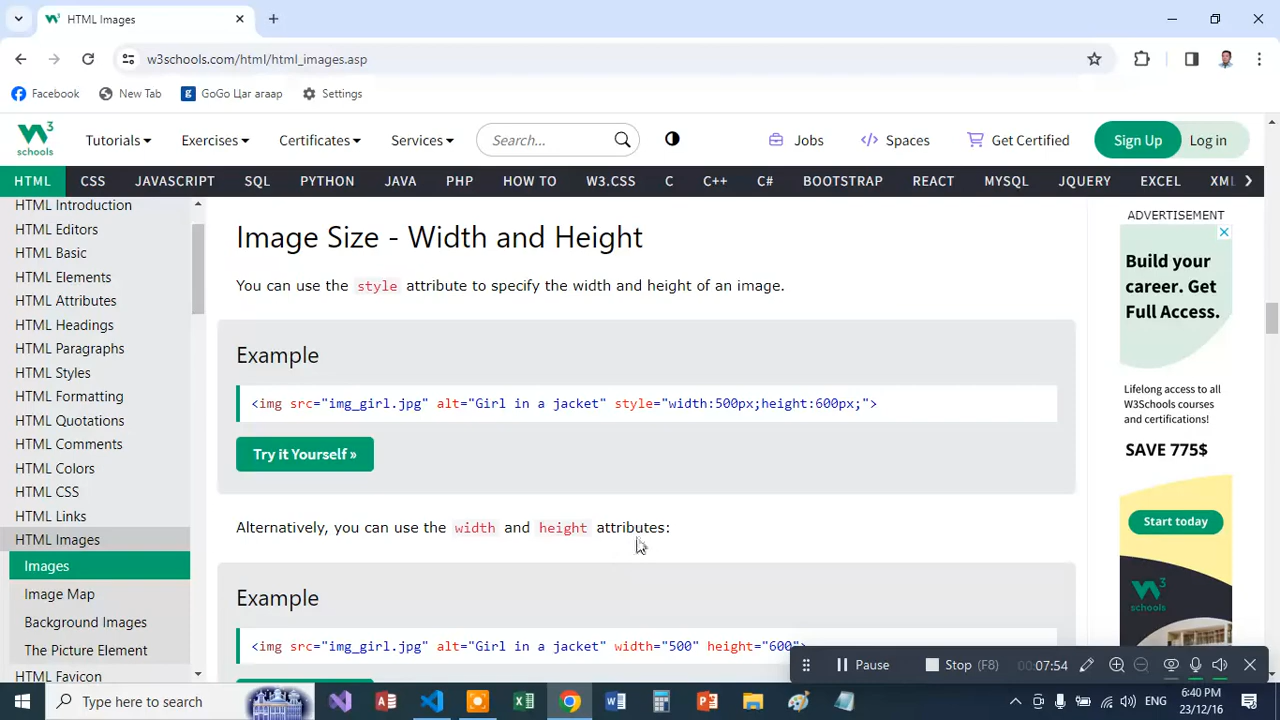 HTML Images
w3schools.com/html/html_images.asp
Facebook
New Tab
GoGo Цаг агаар
Settings
W3
schools
Tutorials
Exercises
Certificates
Services
Search...
Jobs
Spaces
Get Certified
Sign Up
Log in
HTML
CSS
JAVASCRIPT
SQL
PYTHON
JAVA
PHP
HOW TO
W3.CSS
C
C++
C#
BOOTSTRAP
REACT
MYSQL
JQUERY
EXCEL
XML
HTML Introduction
HTML Editors
HTML Basic
HTML Elements
HTML Attributes
HTML Headings
HTML Paragraphs
HTML Styles
HTML Formatting
HTML Quotations
HTML Comments
HTML Colors
HTML CSS
HTML Links
HTML Images
Images
Image Map
Background Images
The Picture Element
HTML Favicon
Image Size - Width and Height
You can use the style attribute to specify the width and height of an image.
Example
<img src="img_girl.jpg" alt="Girl in a jacket" style="width:500px;height:600px;">
Try it Yourself »
Alternatively, you can use the width and height attributes:
Example
<img src="img_girl.jpg" alt="Girl in a jacket" width="500" height="600">
ADVERTISEMENT
Build your
career. Get
Full Access.
Lifelong access to all
W3Schools courses
and certifications!
SAVE 775$
Start today
W3
schools
Pause
Stop (F8)
00:07:54
Type here to search
ENG
6:40 PM
23/12/16